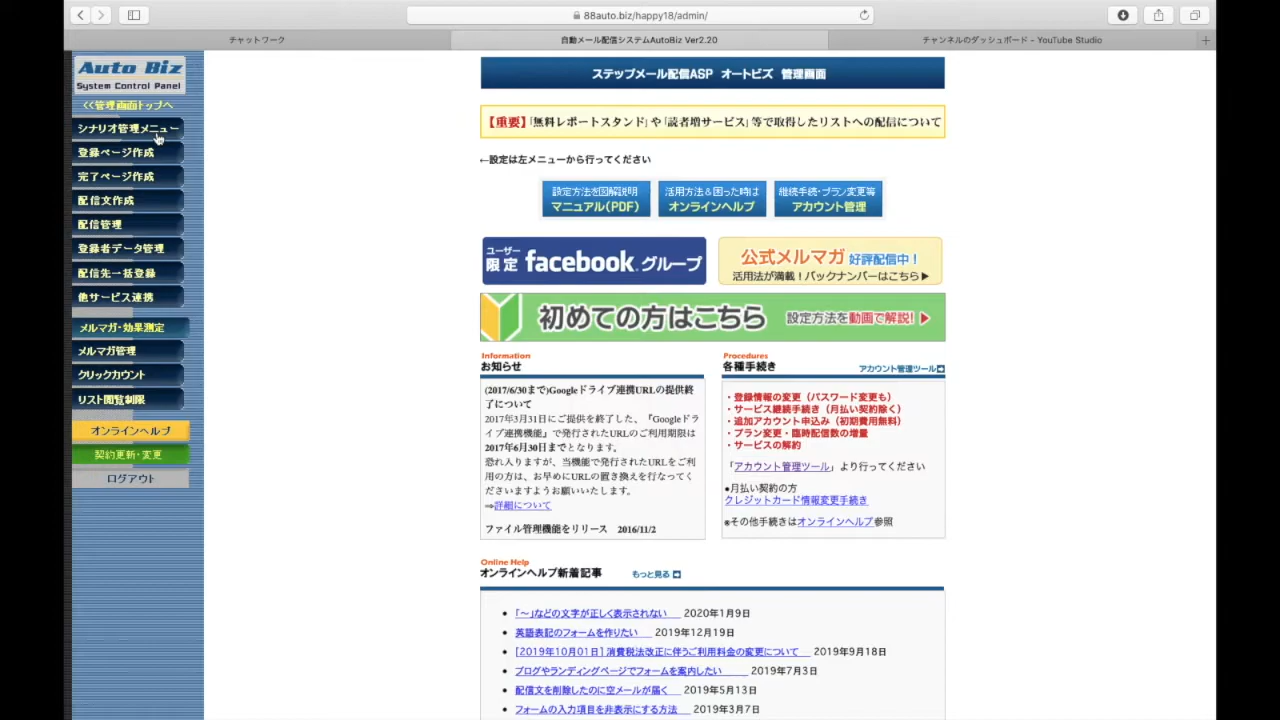 88auto.biz/happy18/admin/
チャットワーク
自動メール配信システムAutoBiz Ver2.20
チャンネルのダッシュボード - YouTube Studio
Auto Biz
System Control Panel
<<管理画面トップへ
シナリオ管理メニュー
登録ページ作成
完了ページ作成
配信文作成
配信管理
登録者データ管理
配信先一括登録
他サービス連携
メルマガ・効果測定
メルマガ管理
クリックカウント
リスト閲覧制限
オンラインヘルプ
契約更新・変更
ログアウト
ステップメール配信ASP オートビズ 管理画面
【重要】「無料レポートスタンド」や「読者増サービス」等で取得したリストへの配信について
←設定は左メニューから行ってください
設定方法を図解説明
マニュアル(PDF)
活用方法&困った時は
オンラインヘルプ
継続手続・プラン変更等
アカウント管理
ユーザー限定 facebook グループ
公式メルマガ 好評配信中!
活用法が満載!バックナンバーはこちら▶
初めての方はこちら 設定方法を動画で解説! ▶
Information
お知らせ
(2017/6/30まで)Googleドライブ連携URLの提供終
了について
2017年3月31日にご提供を終了した、『Googleドラ
イブ連携機能』で発行されたURLのご利用期限は
2017年6月30日までとなります。
恐れ入りますが、当機能で発行されたURLをご利
用の方は、お早めにURLの置き換えを行なってく
ださいますようお願いいたします。
⇒詳細について
ファイル管理機能をリリース 2016/11/2
Procedures
各種手続き
アカウント管理ツール
・登録情報の変更(パスワード変更も)
・サービス継続手続き(月払い契約除く)
・追加アカウント申込み(初期費用無料)
・プラン変更・臨時配信数の増量
・サービスの解約
「アカウント管理ツール」より行ってください
●月払い契約の方
クレジットカード情報変更手続き
※その他手続きはオンラインヘルプ参照
Online Help
オンラインヘルプ新着記事
もっと見る
• 「～」などの文字が正しく表示されない 2020年1月9日
• 英語表記のフォームを作りたい 2019年12月19日
• [2019年10月01日]消費税法改正に伴うご利用料金の変更について 2019年9月18日
• ブログやランディングページでフォームを案内したい 2019年7月3日
• 配信文を削除したのに空メールが届く 2019年5月13日
• フォームの入力項目を非表示にする方法 2019年3月7日